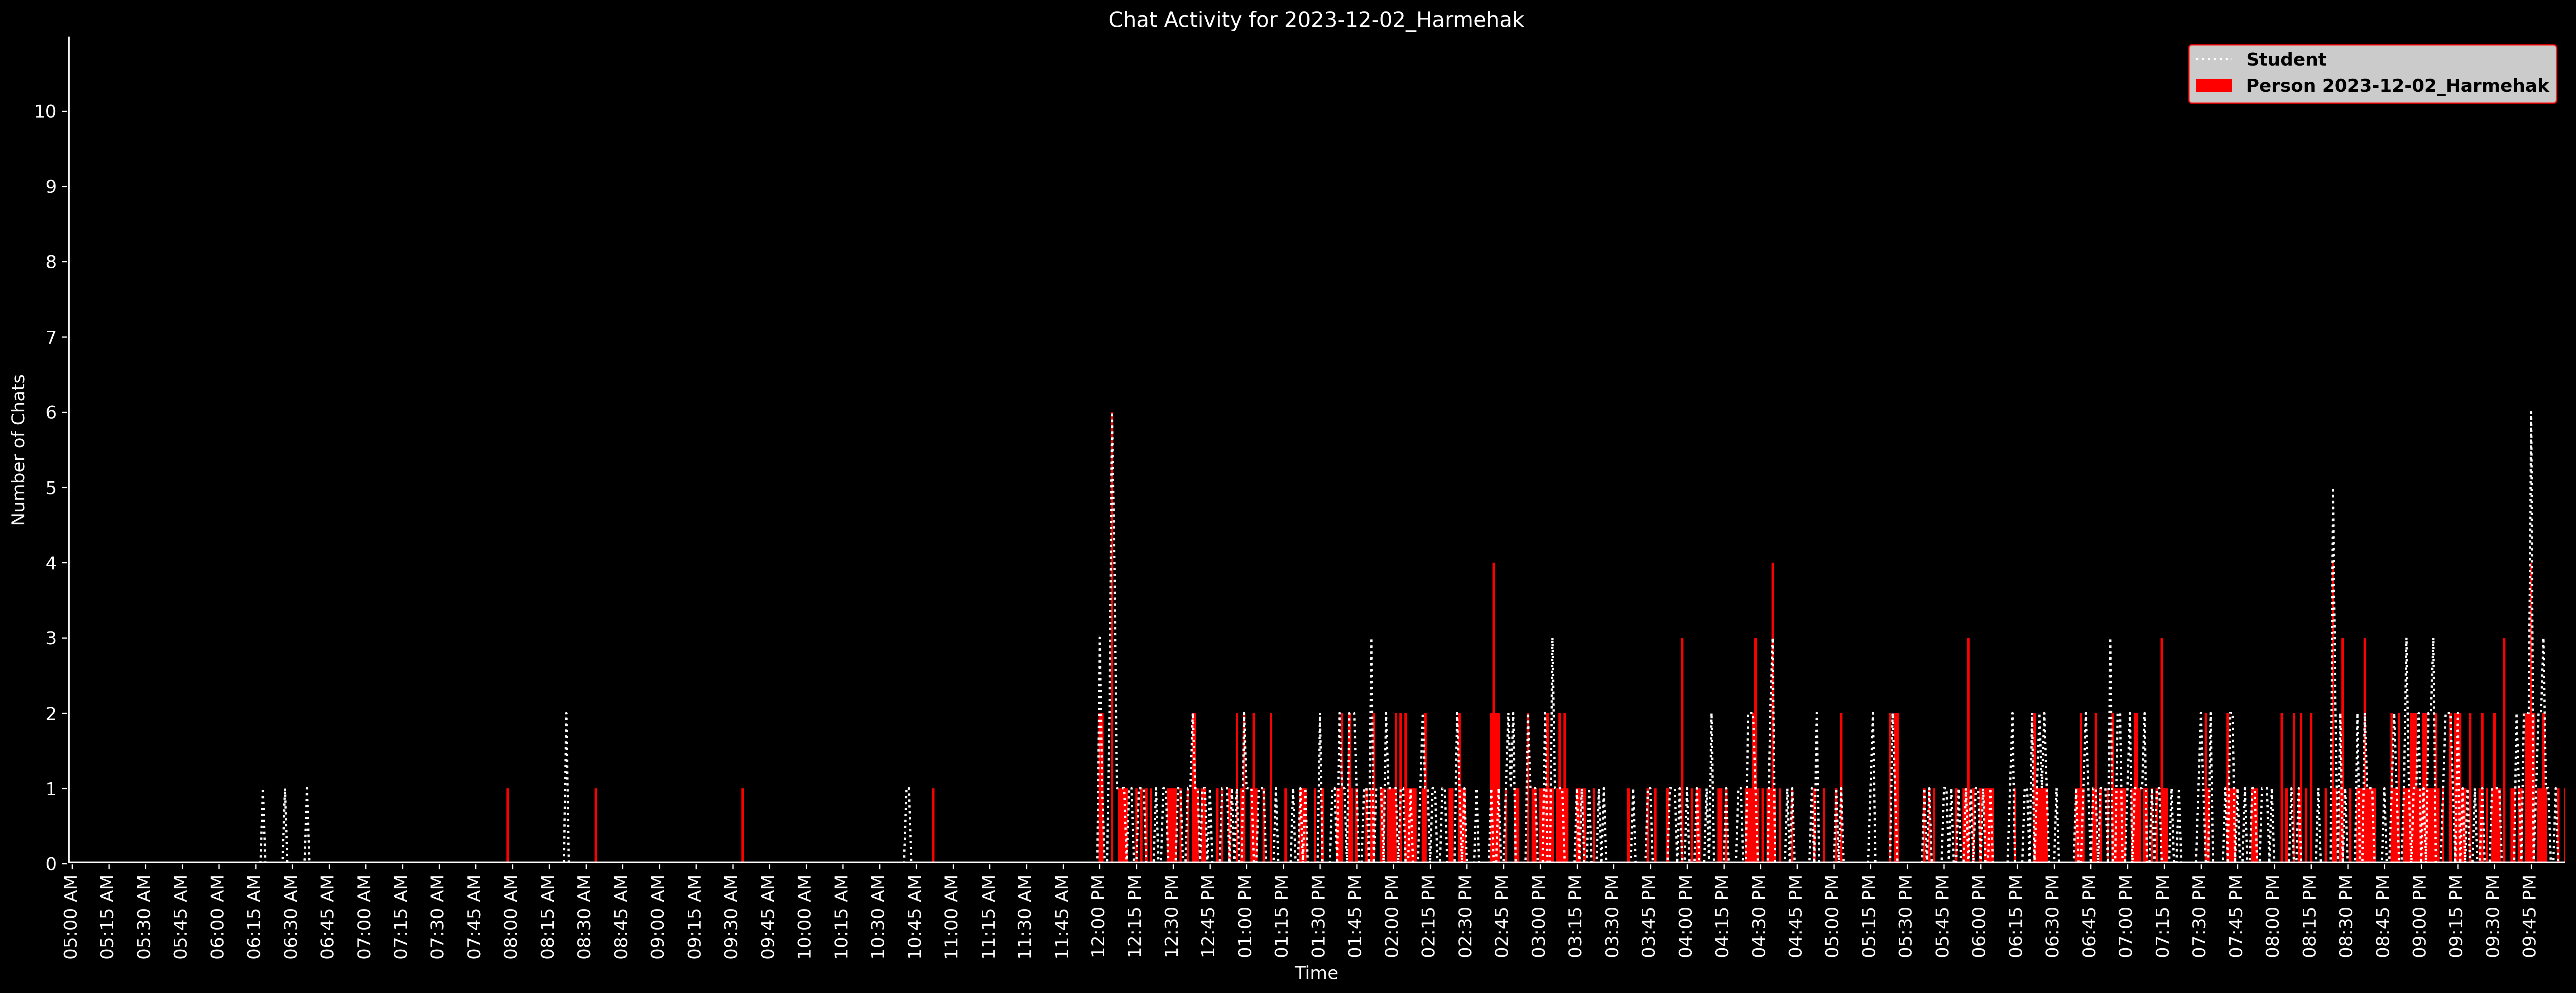 Chat Activity for 2023-12-02_Harmehak
Student
Person 2023-12-02_Harmehak
Number of Chats
10
9
8
7
6
5
4
3
2
1
0
05:00 AM
05:15 AM
05:30 AM
05:45 AM
06:00 AM
06:15 AM
06:30 AM
06:45 AM
07:00 AM
07:15 AM
07:30 AM
07:45 AM
08:00 AM
08:15 AM
08:30 AM
08:45 AM
09:00 AM
09:15 AM
09:30 AM
09:45 AM
10:00 AM
10:15 AM
10:30 AM
10:45 AM
11:00 AM
11:15 AM
11:30 AM
11:45 AM
12:00 PM
12:15 PM
12:30 PM
12:45 PM
01:00 PM
01:15 PM
01:30 PM
01:45 PM
02:00 PM
02:15 PM
02:30 PM
02:45 PM
03:00 PM
03:15 PM
03:30 PM
03:45 PM
04:00 PM
04:15 PM
04:30 PM
04:45 PM
05:00 PM
05:15 PM
05:30 PM
05:45 PM
06:00 PM
06:15 PM
06:30 PM
06:45 PM
07:00 PM
07:15 PM
07:30 PM
07:45 PM
08:00 PM
08:15 PM
08:30 PM
08:45 PM
09:00 PM
09:15 PM
09:30 PM
09:45 PM
Time